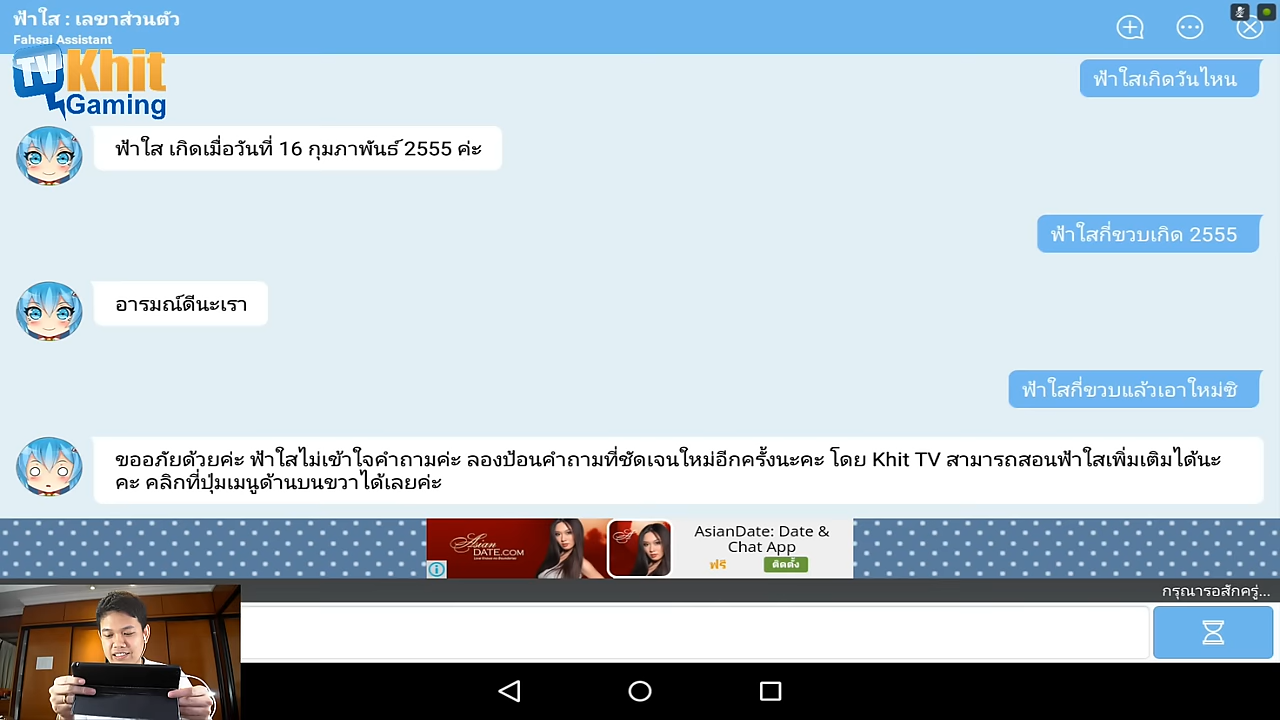 ฟ้าใส : เลขาส่วนตัว
Fahsai Assistant
TV Khit
Gaming
ฟ้าใสเกิดวันไหน
ฟ้าใส เกิดเมื่อวันที่ 16 กุมภาพันธ์ 2555 ค่ะ
ฟ้าใสกี่ขวบเกิด 2555
อารมณ์ดีนะเรา
ฟ้าใสกี่ขวบแล้วเอาใหม่ซิ
ขออภัยด้วยค่ะ ฟ้าใสไม่เข้าใจคำถามค่ะ ลองป้อนคำถามที่ชัดเจนใหม่อีกครั้งนะคะ โดย Khit TV สามารถสอนฟ้าใสเพิ่มเติมได้นะ
คะ คลิกที่ปุ่มเมนูด้านบนขวาได้เลยค่ะ
Asian
DATE.COM
AsianDate: Date &
Chat App
ฟรี
ติดตั้ง
กรุณารอสักครู่...